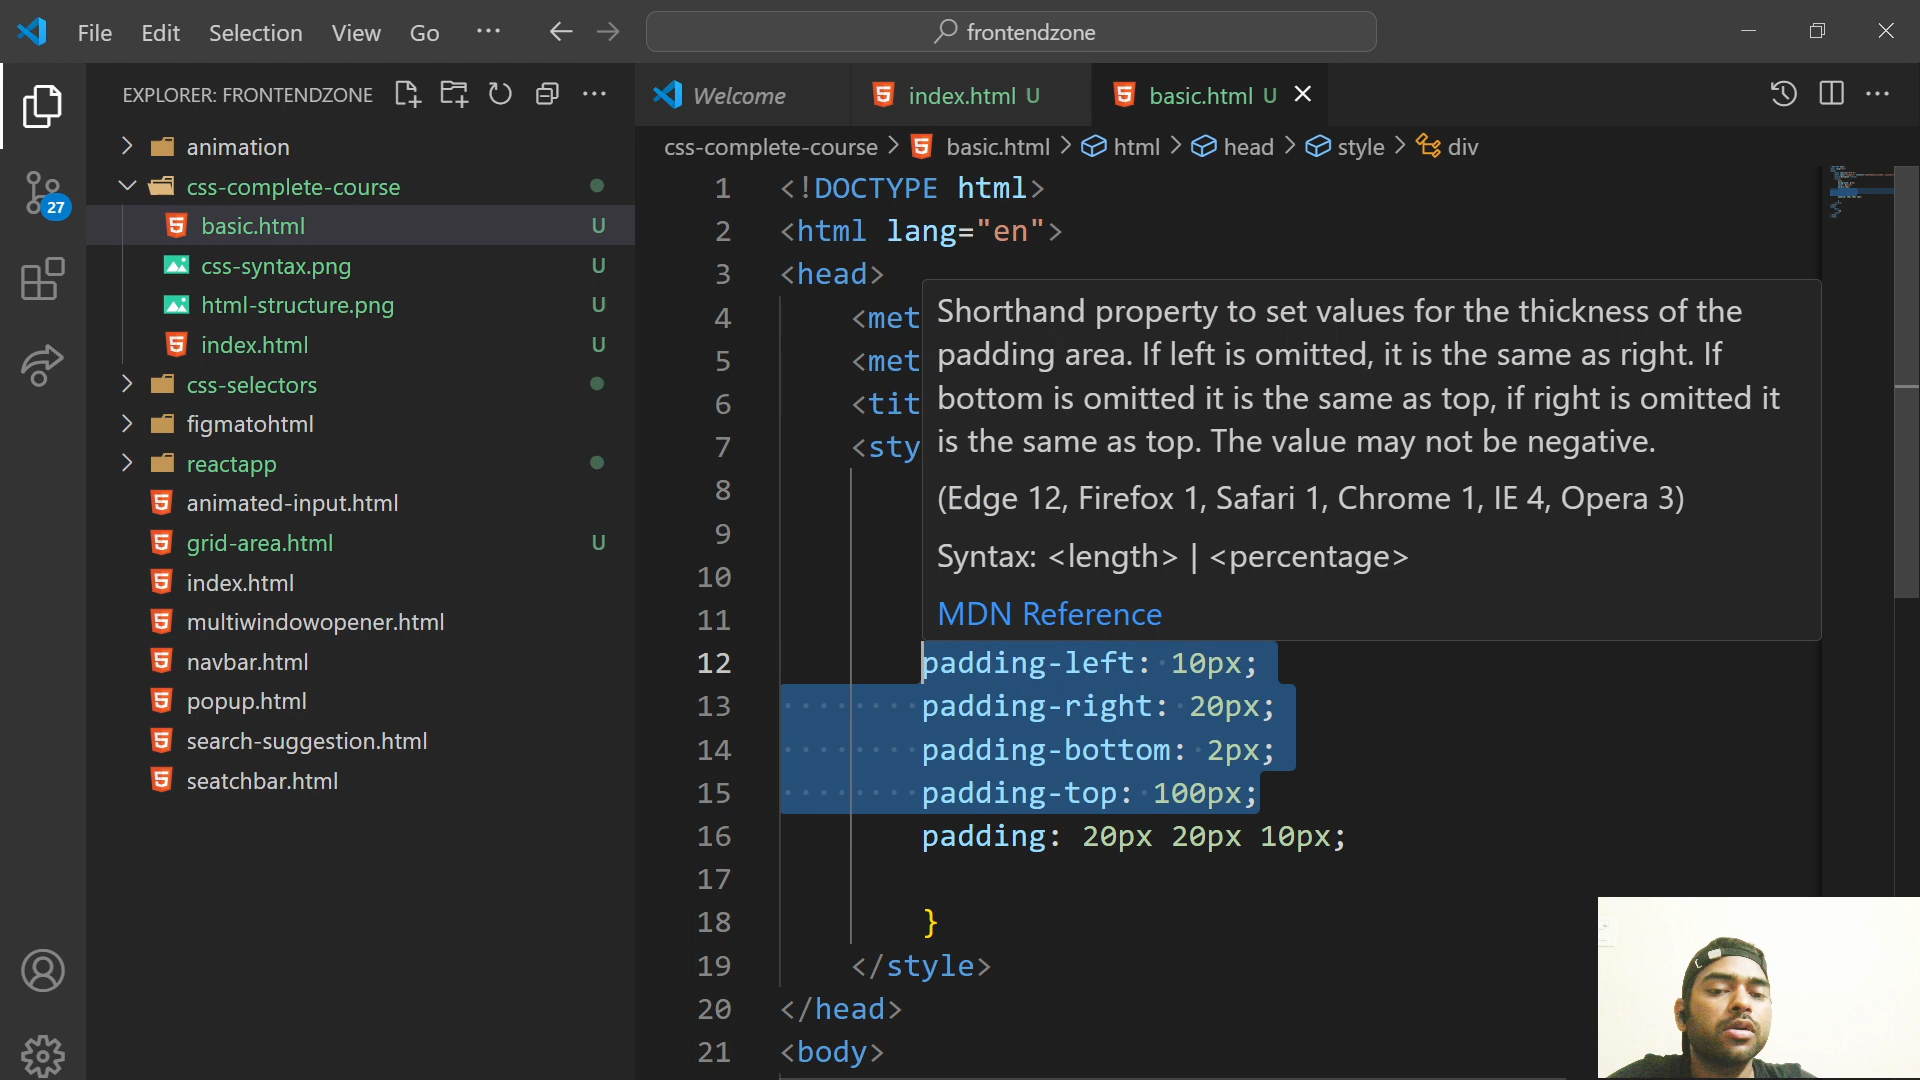 File Edit Selection View Go ··· frontendzone
EXPLORER: FRONTENDZONE
animation
css-complete-course
basic.html U
css-syntax.png U
html-structure.png U
index.html U
css-selectors
figmatohtml
reactapp
animated-input.html
grid-area.html U
index.html
multiwindowopener.html
navbar.html
popup.html
search-suggestion.html
seatchbar.html
27
Welcome index.html U basic.html U
css-complete-course > basic.html > html > head > style > div
1 <!DOCTYPE html>
2 <html lang="en">
3 <head>
4 <met
5 <met
6 <tit
7 <sty
8
9
10
11
Shorthand property to set values for the thickness of the
padding area. If left is omitted, it is the same as right. If
bottom is omitted it is the same as top, if right is omitted it
is the same as top. The value may not be negative.
(Edge 12, Firefox 1, Safari 1, Chrome 1, IE 4, Opera 3)
Syntax: <length> | <percentage>
MDN Reference
12 padding-left: 10px;
13 padding-right: 20px;
14 padding-bottom: 2px;
15 padding-top: 100px;
16 padding: 20px 20px 10px;
17
18 }
19 </style>
20 </head>
21 <body>